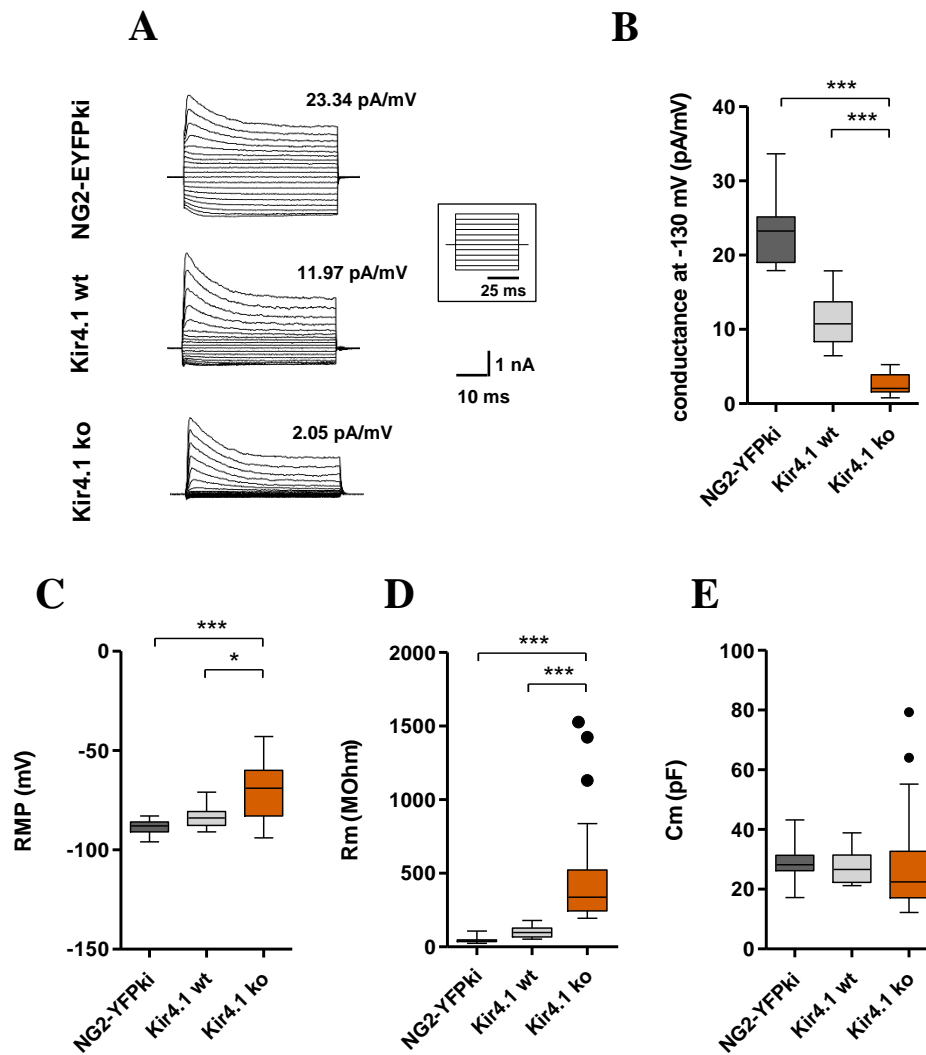 A
NG2-EYFPki
23.34 pA/mV
Kir4.1 wt
11.97 pA/mV
Kir4.1 ko
2.05 pA/mV
25 ms
1 nA
10 ms
B
conductance at -130 mV (pA/mV)
40
30
20
10
0
***
***
NG2-YFPki
Kir4.1 wt
Kir4.1 ko
C
RMP (mV)
0
-50
-100
-150
***
*
NG2-YFPki
Kir4.1 wt
Kir4.1 ko
D
Rm (MOhm)
2000
1500
1000
500
0
***
***
NG2-YFPki
Kir4.1 wt
Kir4.1 ko
E
Cm (pF)
100
80
60
40
20
0
NG2-YFPki
Kir4.1 wt
Kir4.1 ko